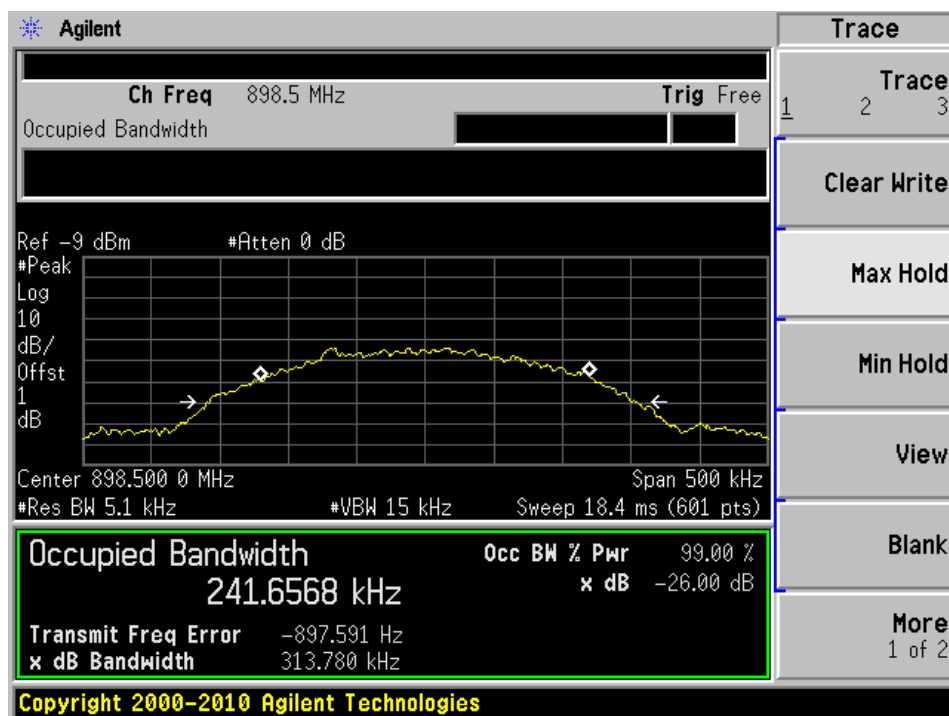 Agilent
Trace
Ch Freq 898.5 MHz Trig Free
Occupied Bandwidth
Ref -9 dBm #Atten 0 dB
#Peak
Log
10
dB/
Offst
1
dB
Center 898.500 0 MHz Span 500 kHz
#Res BW 5.1 kHz #VBW 15 kHz Sweep 18.4 ms (601 pts)
Occupied Bandwidth
241.6568 kHz
Occ BW % Pwr 99.00 %
x dB -26.00 dB
Transmit Freq Error -897.591 Hz
x dB Bandwidth 313.780 kHz
Trace
1 2 3
Clear Write
Max Hold
Min Hold
View
Blank
More
1 of 2
Copyright 2000-2010 Agilent Technologies